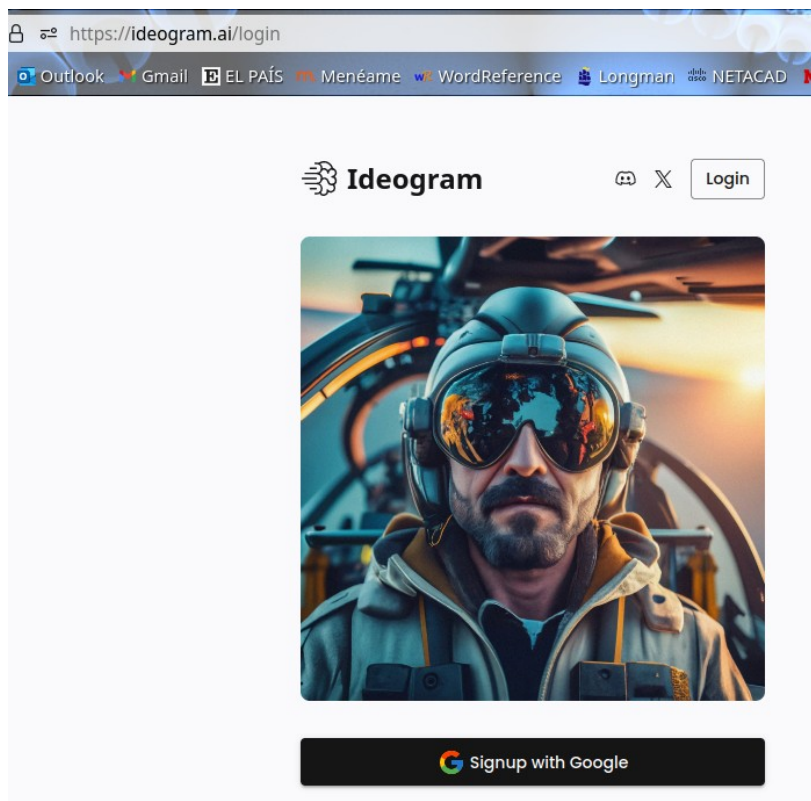 https://ideogram.ai/login
Outlook Gmail EL PAÍS Menéame WordReference Longman NETACAD
Ideogram
Login
Signup with Google